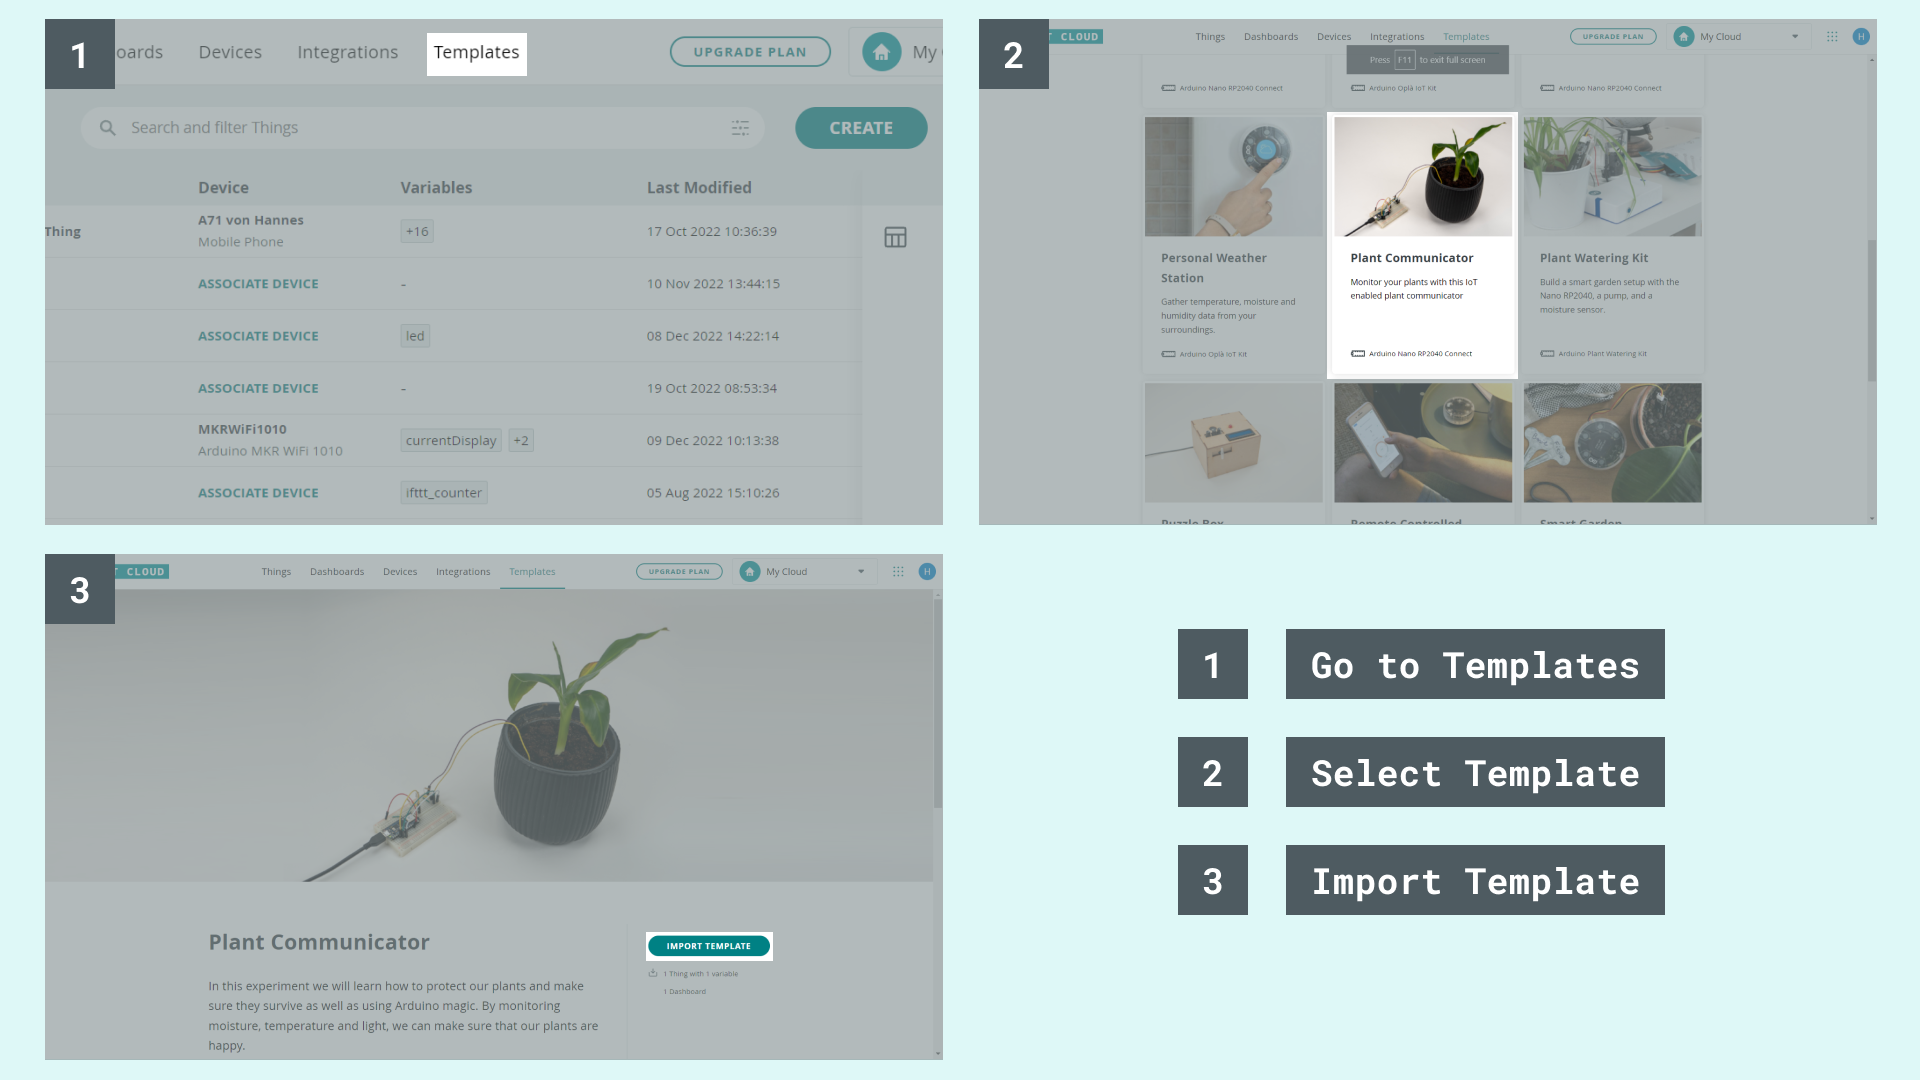 1
oards Devices Integrations Templates UPGRADE PLAN My
Search and filter Things CREATE
Device Variables Last Modified
Thing A71 von Hannes +16 17 Oct 2022 10:36:39
Mobile Phone
ASSOCIATE DEVICE - 10 Nov 2022 13:44:15
ASSOCIATE DEVICE led 08 Dec 2022 14:22:14
ASSOCIATE DEVICE - 19 Oct 2022 08:53:34
MKRWiFi1010 currentDisplay +2 09 Dec 2022 10:13:38
Arduino MKR WiFi 1010
ASSOCIATE DEVICE ifttt_counter 05 Aug 2022 15:10:26
2
T CLOUD Things Dashboards Devices Integrations Templates UPGRADE PLAN My Cloud H
Press F11 to exit full screen
Arduino Nano RP2040 Connect Arduino Oplà IoT Kit Arduino Nano RP2040 Connect
Personal Weather
Station
Gather temperature, moisture and
humidity data from your
surroundings.
Arduino Oplà IoT Kit
Plant Communicator
Monitor your plants with this IoT
enabled plant communicator
Arduino Nano RP2040 Connect
Plant Watering Kit
Build a smart garden setup with the
Nano RP2040, a pump, and a
moisture sensor.
Arduino Plant Watering Kit
Puzzle Box Remote Controlled Smart Garden
3
T CLOUD Things Dashboards Devices Integrations Templates UPGRADE PLAN My Cloud H
Plant Communicator
In this experiment we will learn how to protect our plants and make
sure they survive as well as using Arduino magic. By monitoring
moisture, temperature and light, we can make sure that our plants are
happy.
IMPORT TEMPLATE
1 Thing with 1 variable
1 Dashboard
1 Go to Templates
2 Select Template
3 Import Template